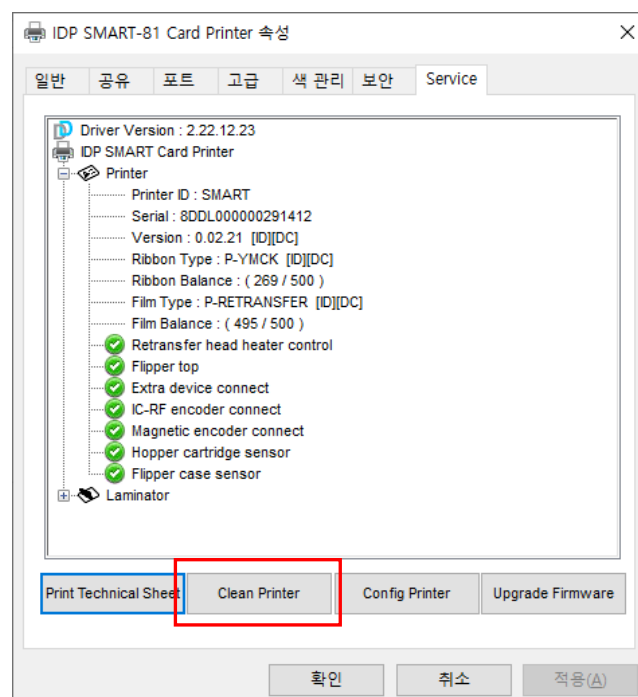 IDP SMART-81 Card Printer 속성
일반 공유 포트 고급 색 관리 보안 Service
Driver Version : 2.22.12.23
IDP SMART Card Printer
Printer
Printer ID : SMART
Serial : 8DDL000000291412
Version : 0.02.21 [ID][DC]
Ribbon Type : P-YMCK [ID][DC]
Ribbon Balance : ( 269 / 500 )
Film Type : P-RETRANSFER [ID][DC]
Film Balance : ( 495 / 500 )
Retransfer head heater control
Flipper top
Extra device connect
IC-RF encoder connect
Magnetic encoder connect
Hopper cartridge sensor
Flipper case sensor
Laminator
Print Technical Sheet Clean Printer Config Printer Upgrade Firmware
확인 취소 적용(A)